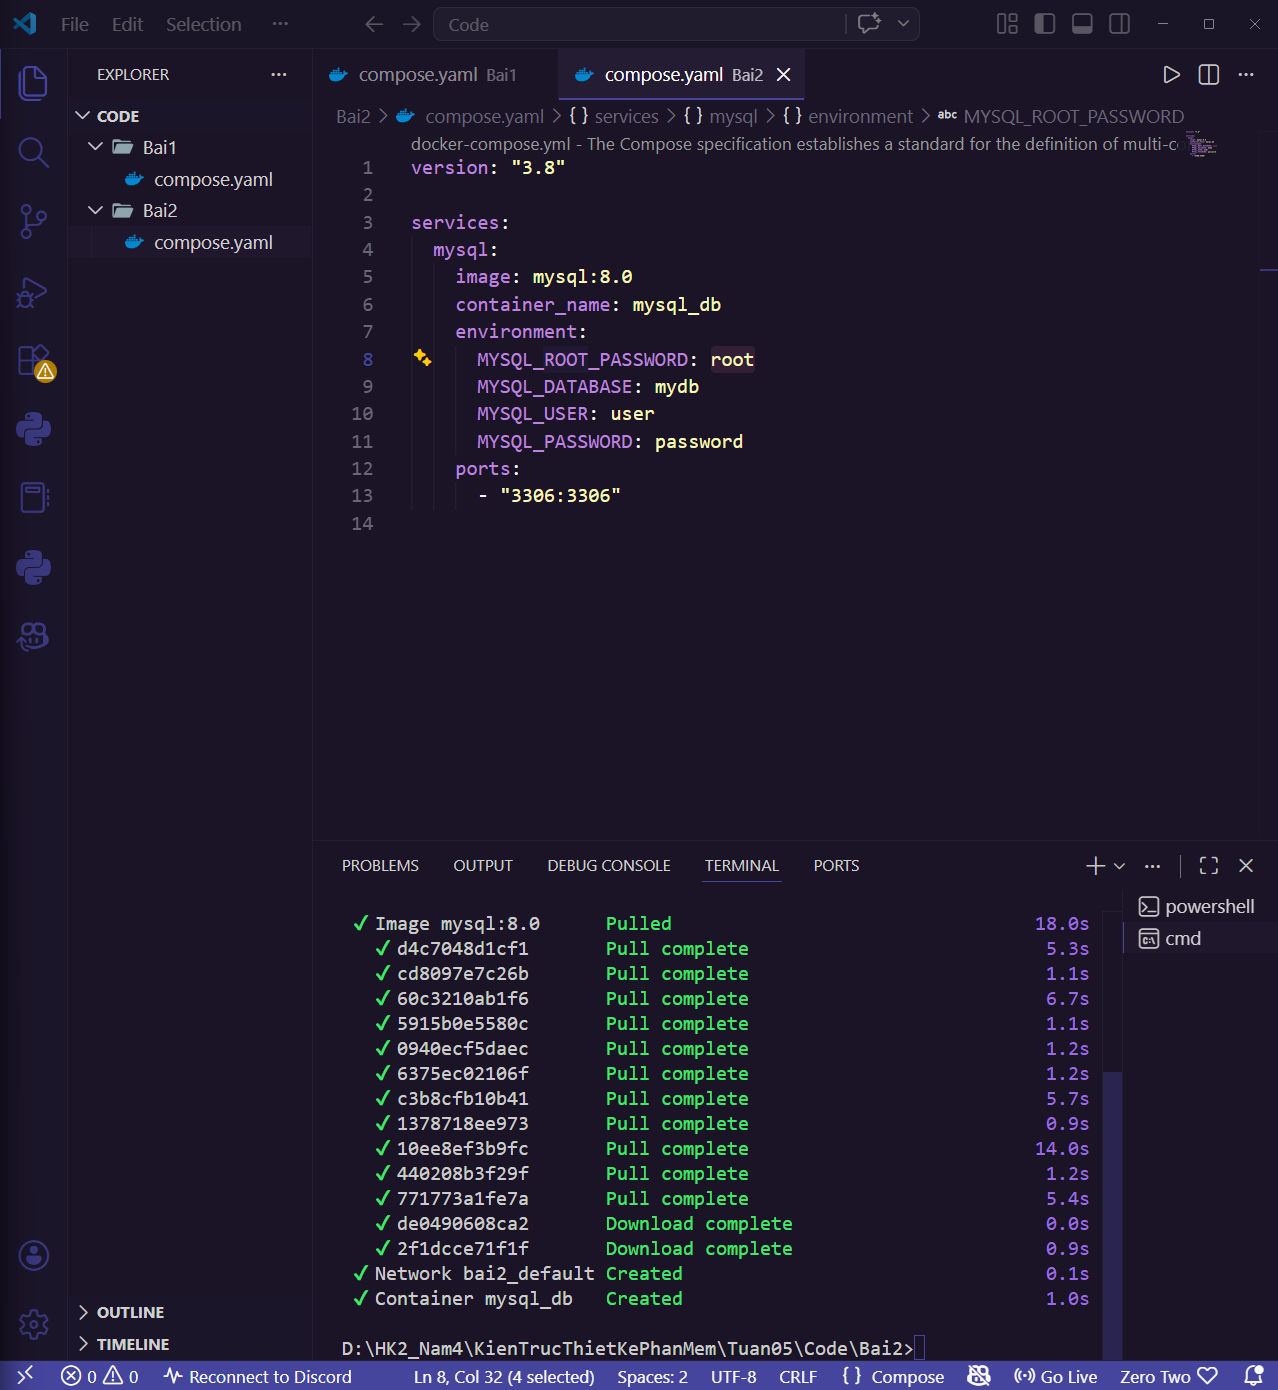 File Edit Selection ···
Code
EXPLORER ···
CODE
Bai1
compose.yaml
Bai2
compose.yaml
OUTLINE
TIMELINE
compose.yaml Bai1
compose.yaml Bai2
Bai2 > compose.yaml > {} services > {} mysql > {} environment > abc MYSQL_ROOT_PASSWORD
docker-compose.yml - The Compose specification establishes a standard for the definition of multi-co
1 version: "3.8"
2
3 services:
4 mysql:
5 image: mysql:8.0
6 container_name: mysql_db
7 environment:
8 MYSQL_ROOT_PASSWORD: root
9 MYSQL_DATABASE: mydb
10 MYSQL_USER: user
11 MYSQL_PASSWORD: password
12 ports:
13 - "3306:3306"
14
PROBLEMS OUTPUT DEBUG CONSOLE TERMINAL PORTS
powershell
cmd
✓ Image mysql:8.0 Pulled 18.0s
✓ d4c7048d1cf1 Pull complete 5.3s
✓ cd8097e7c26b Pull complete 1.1s
✓ 60c3210ab1f6 Pull complete 6.7s
✓ 5915b0e5580c Pull complete 1.1s
✓ 0940ecf5daec Pull complete 1.2s
✓ 6375ec02106f Pull complete 1.2s
✓ c3b8cfb10b41 Pull complete 5.7s
✓ 1378718ee973 Pull complete 0.9s
✓ 10ee8ef3b9fc Pull complete 14.0s
✓ 440208b3f29f Pull complete 1.2s
✓ 771773a1fe7a Pull complete 5.4s
✓ de0490608ca2 Download complete 0.0s
✓ 2f1dcce71f1f Download complete 0.9s
✓ Network bai2_default Created 0.1s
✓ Container mysql_db Created 1.0s
D:\HK2_Nam4\KienTrucThietKePhanMem\Tuan05\Code\Bai2>
0 0 Reconnect to Discord Ln 8, Col 32 (4 selected) Spaces: 2 UTF-8 CRLF {} Compose Go Live Zero Two